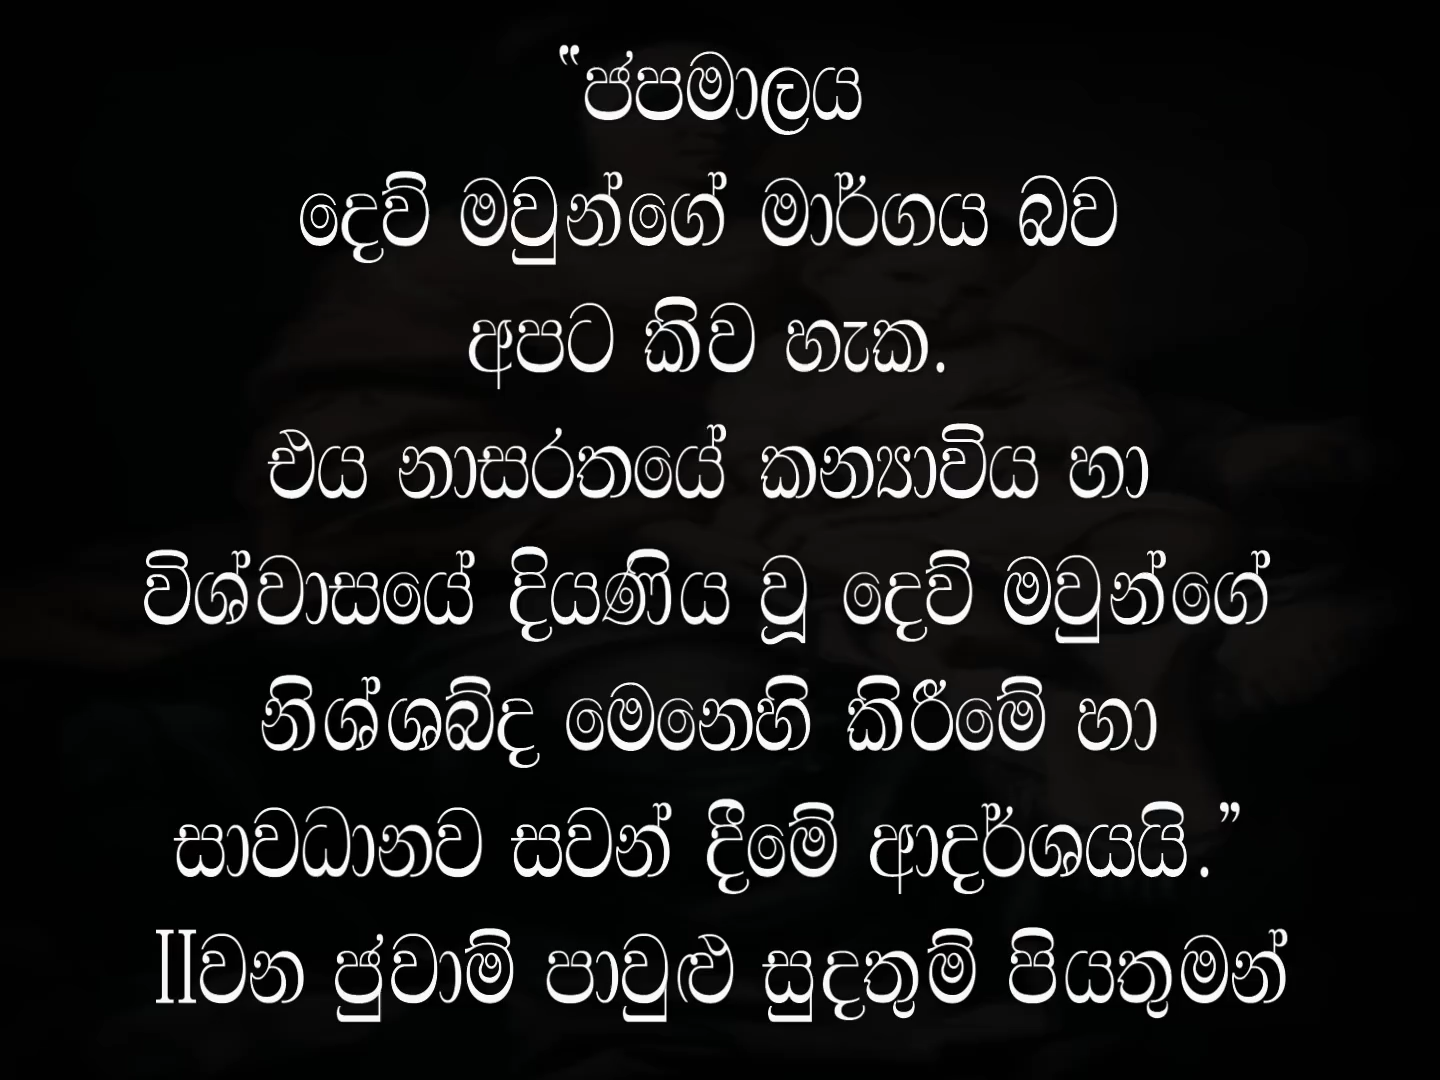 "ජපමාලය
දෙව් මවුන්ගේ මාර්ගය බව
අපට කිව හැක.
එය නාසරතයේ කන්‍යාවිය හා
විශ්වාසයේ දියණිය වූ දෙව් මවුන්ගේ
නිශ්ශබ්ද මෙනෙහි කිරීමේ හා
සාවධානව සවන් දීමේ ආදර්ශයයි."
IIවන ජුවාම් පාවුළු සුදතුම් පියතුමන්